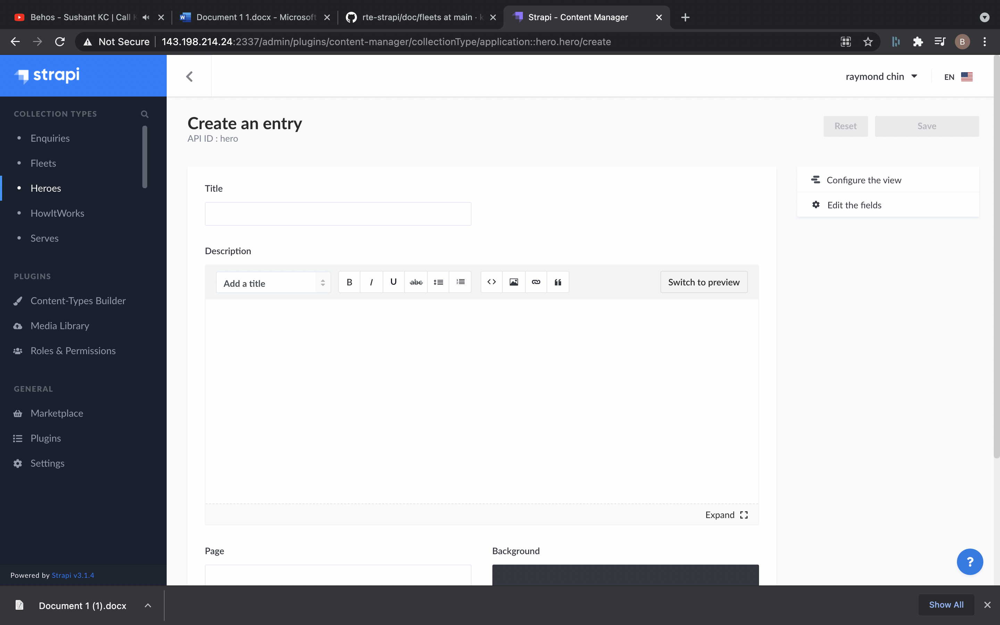 Behos - Sushant KC | Call
Document 1 1.docx - Microsoft
rte-strapi/doc/fleets at main ·
Strapi - Content Manager
Not Secure
143.198.214.24:2337/admin/plugins/content-manager/collectionType/application::hero.hero/create
B
strapi
raymond chin
EN
COLLECTION TYPES
Enquiries
Fleets
Heroes
HowItWorks
Serves
PLUGINS
Content-Types Builder
Media Library
Roles & Permissions
GENERAL
Marketplace
Plugins
Settings
Powered by Strapi v3.1.4
Create an entry
API ID : hero
Reset
Save
Configure the view
Edit the fields
Title
Description
Add a title
B I U abc
Switch to preview
Expand
Page
Background
?
Document 1 (1).docx
Show All